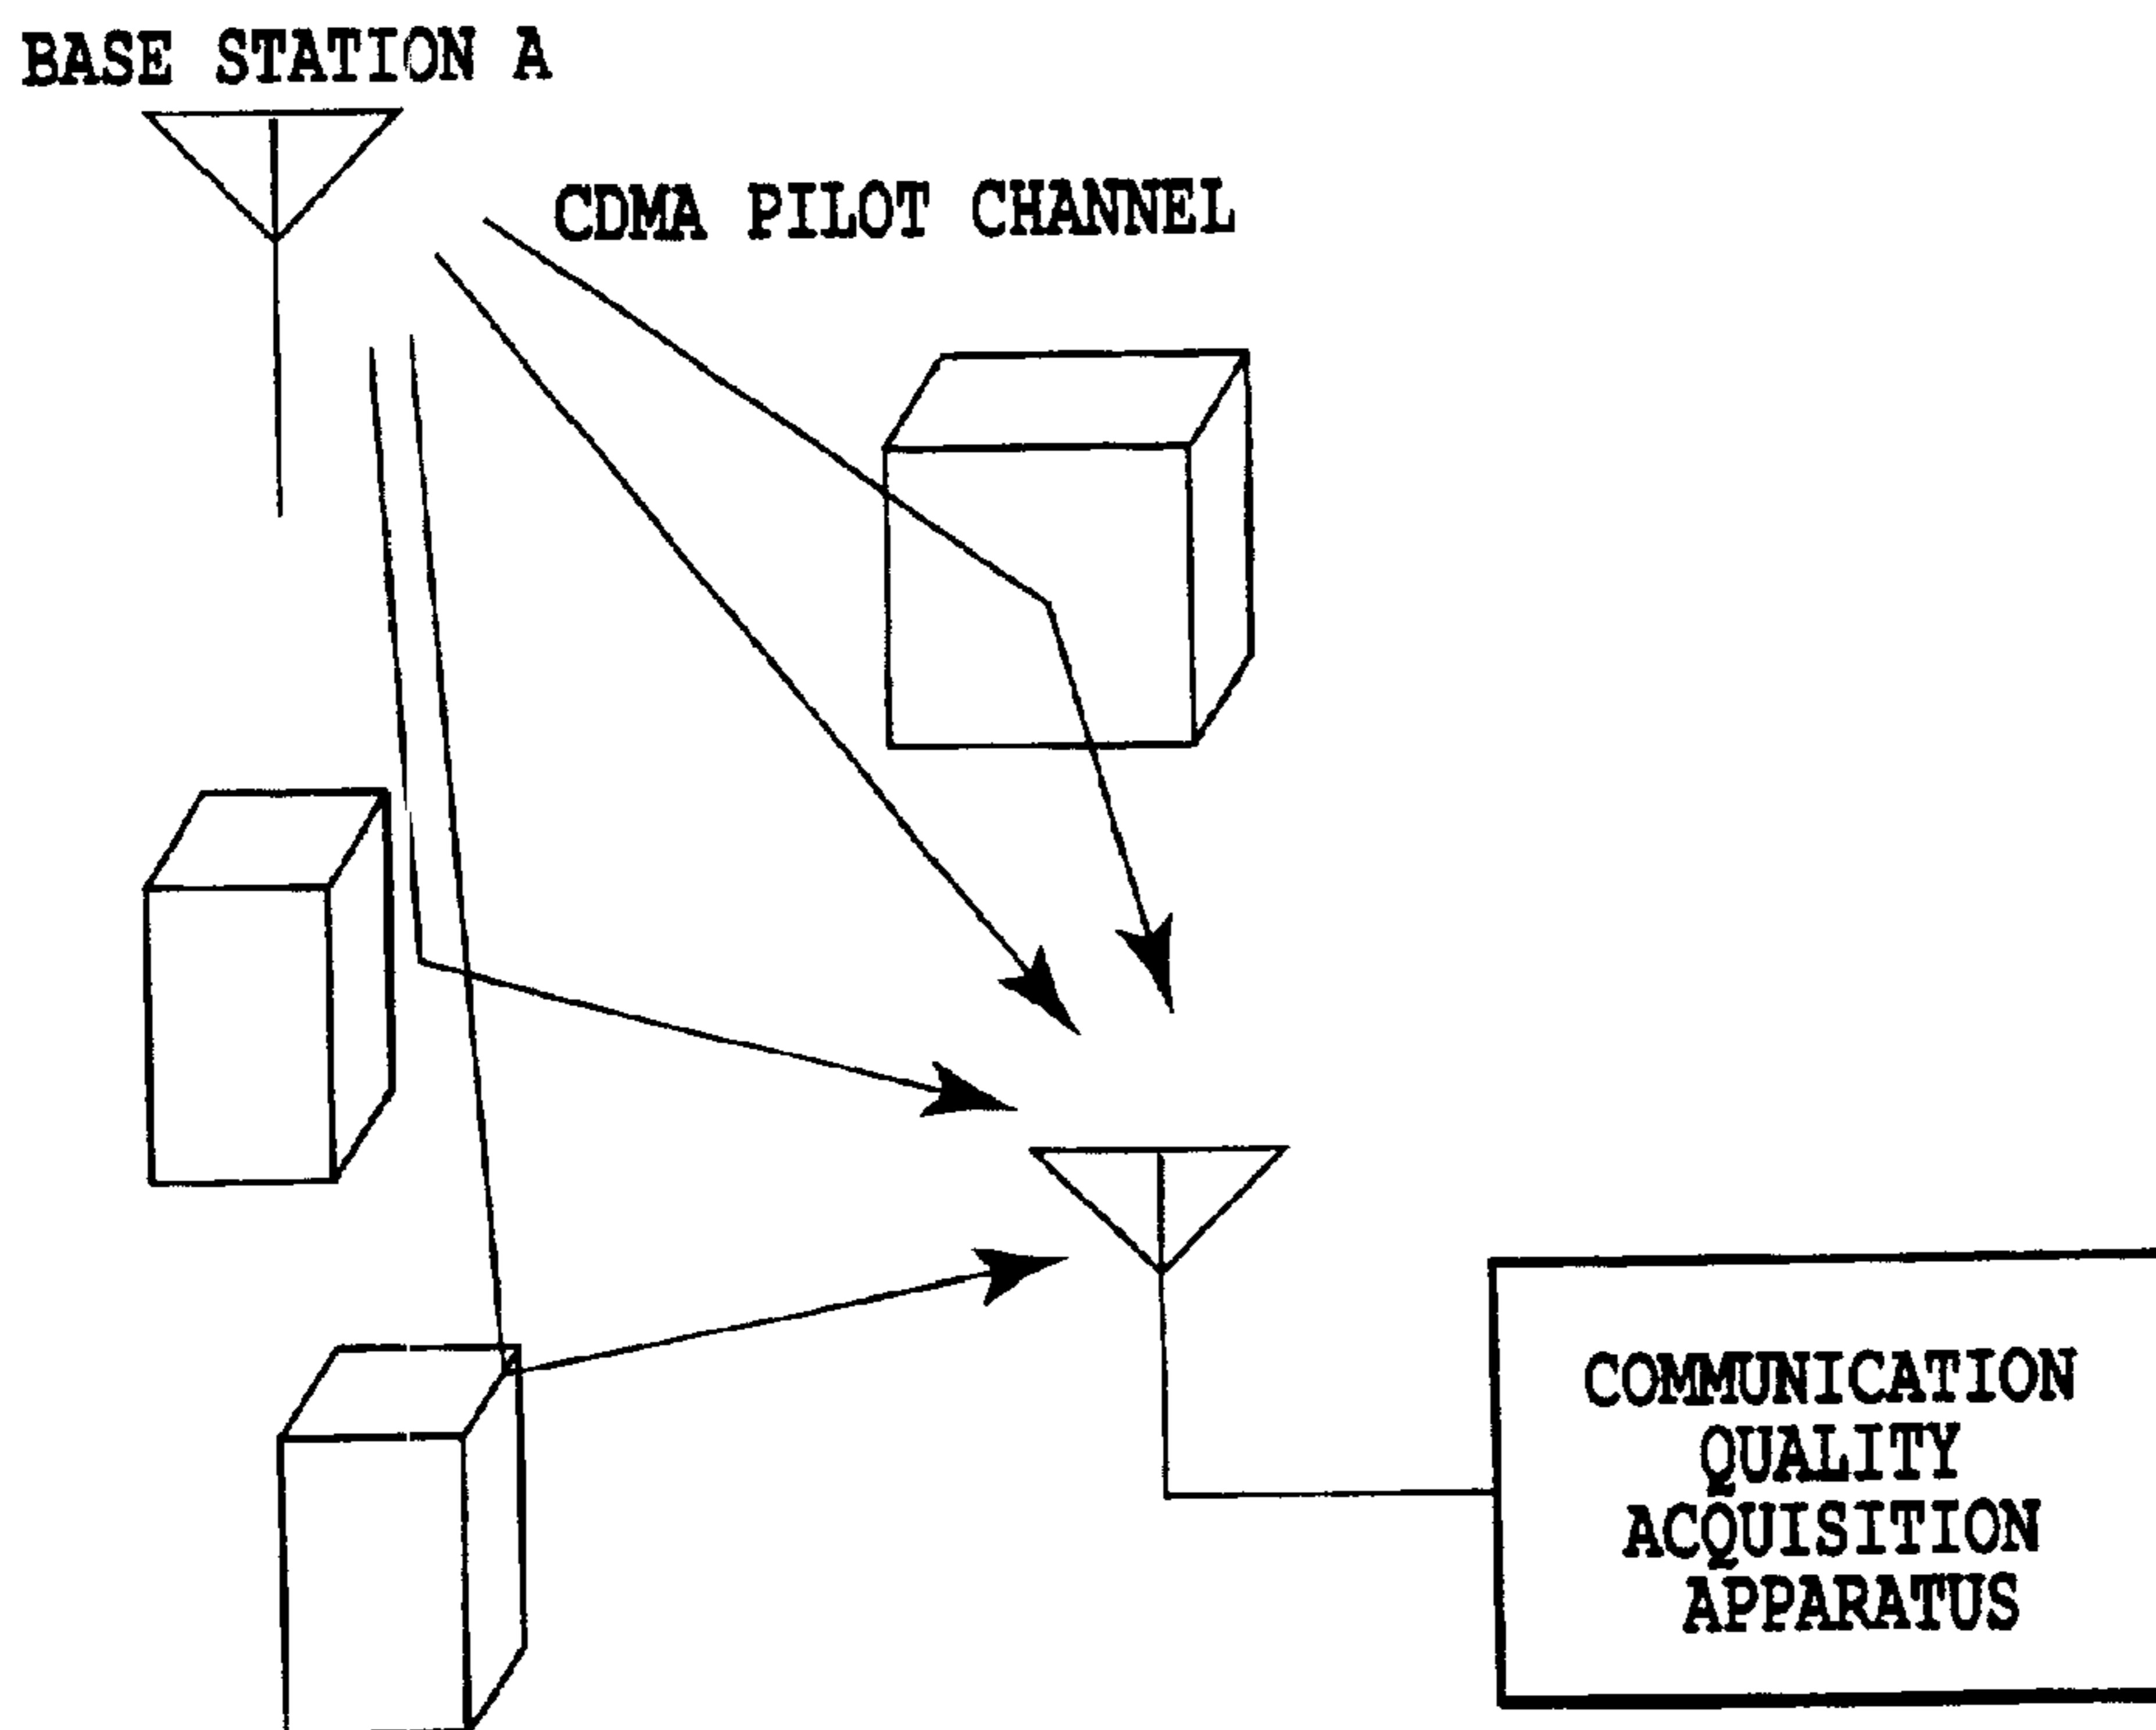 BASE STATION A
CDMA PILOT CHANNEL
COMMUNICATION
QUALITY
ACQUISITION
APPARATUS